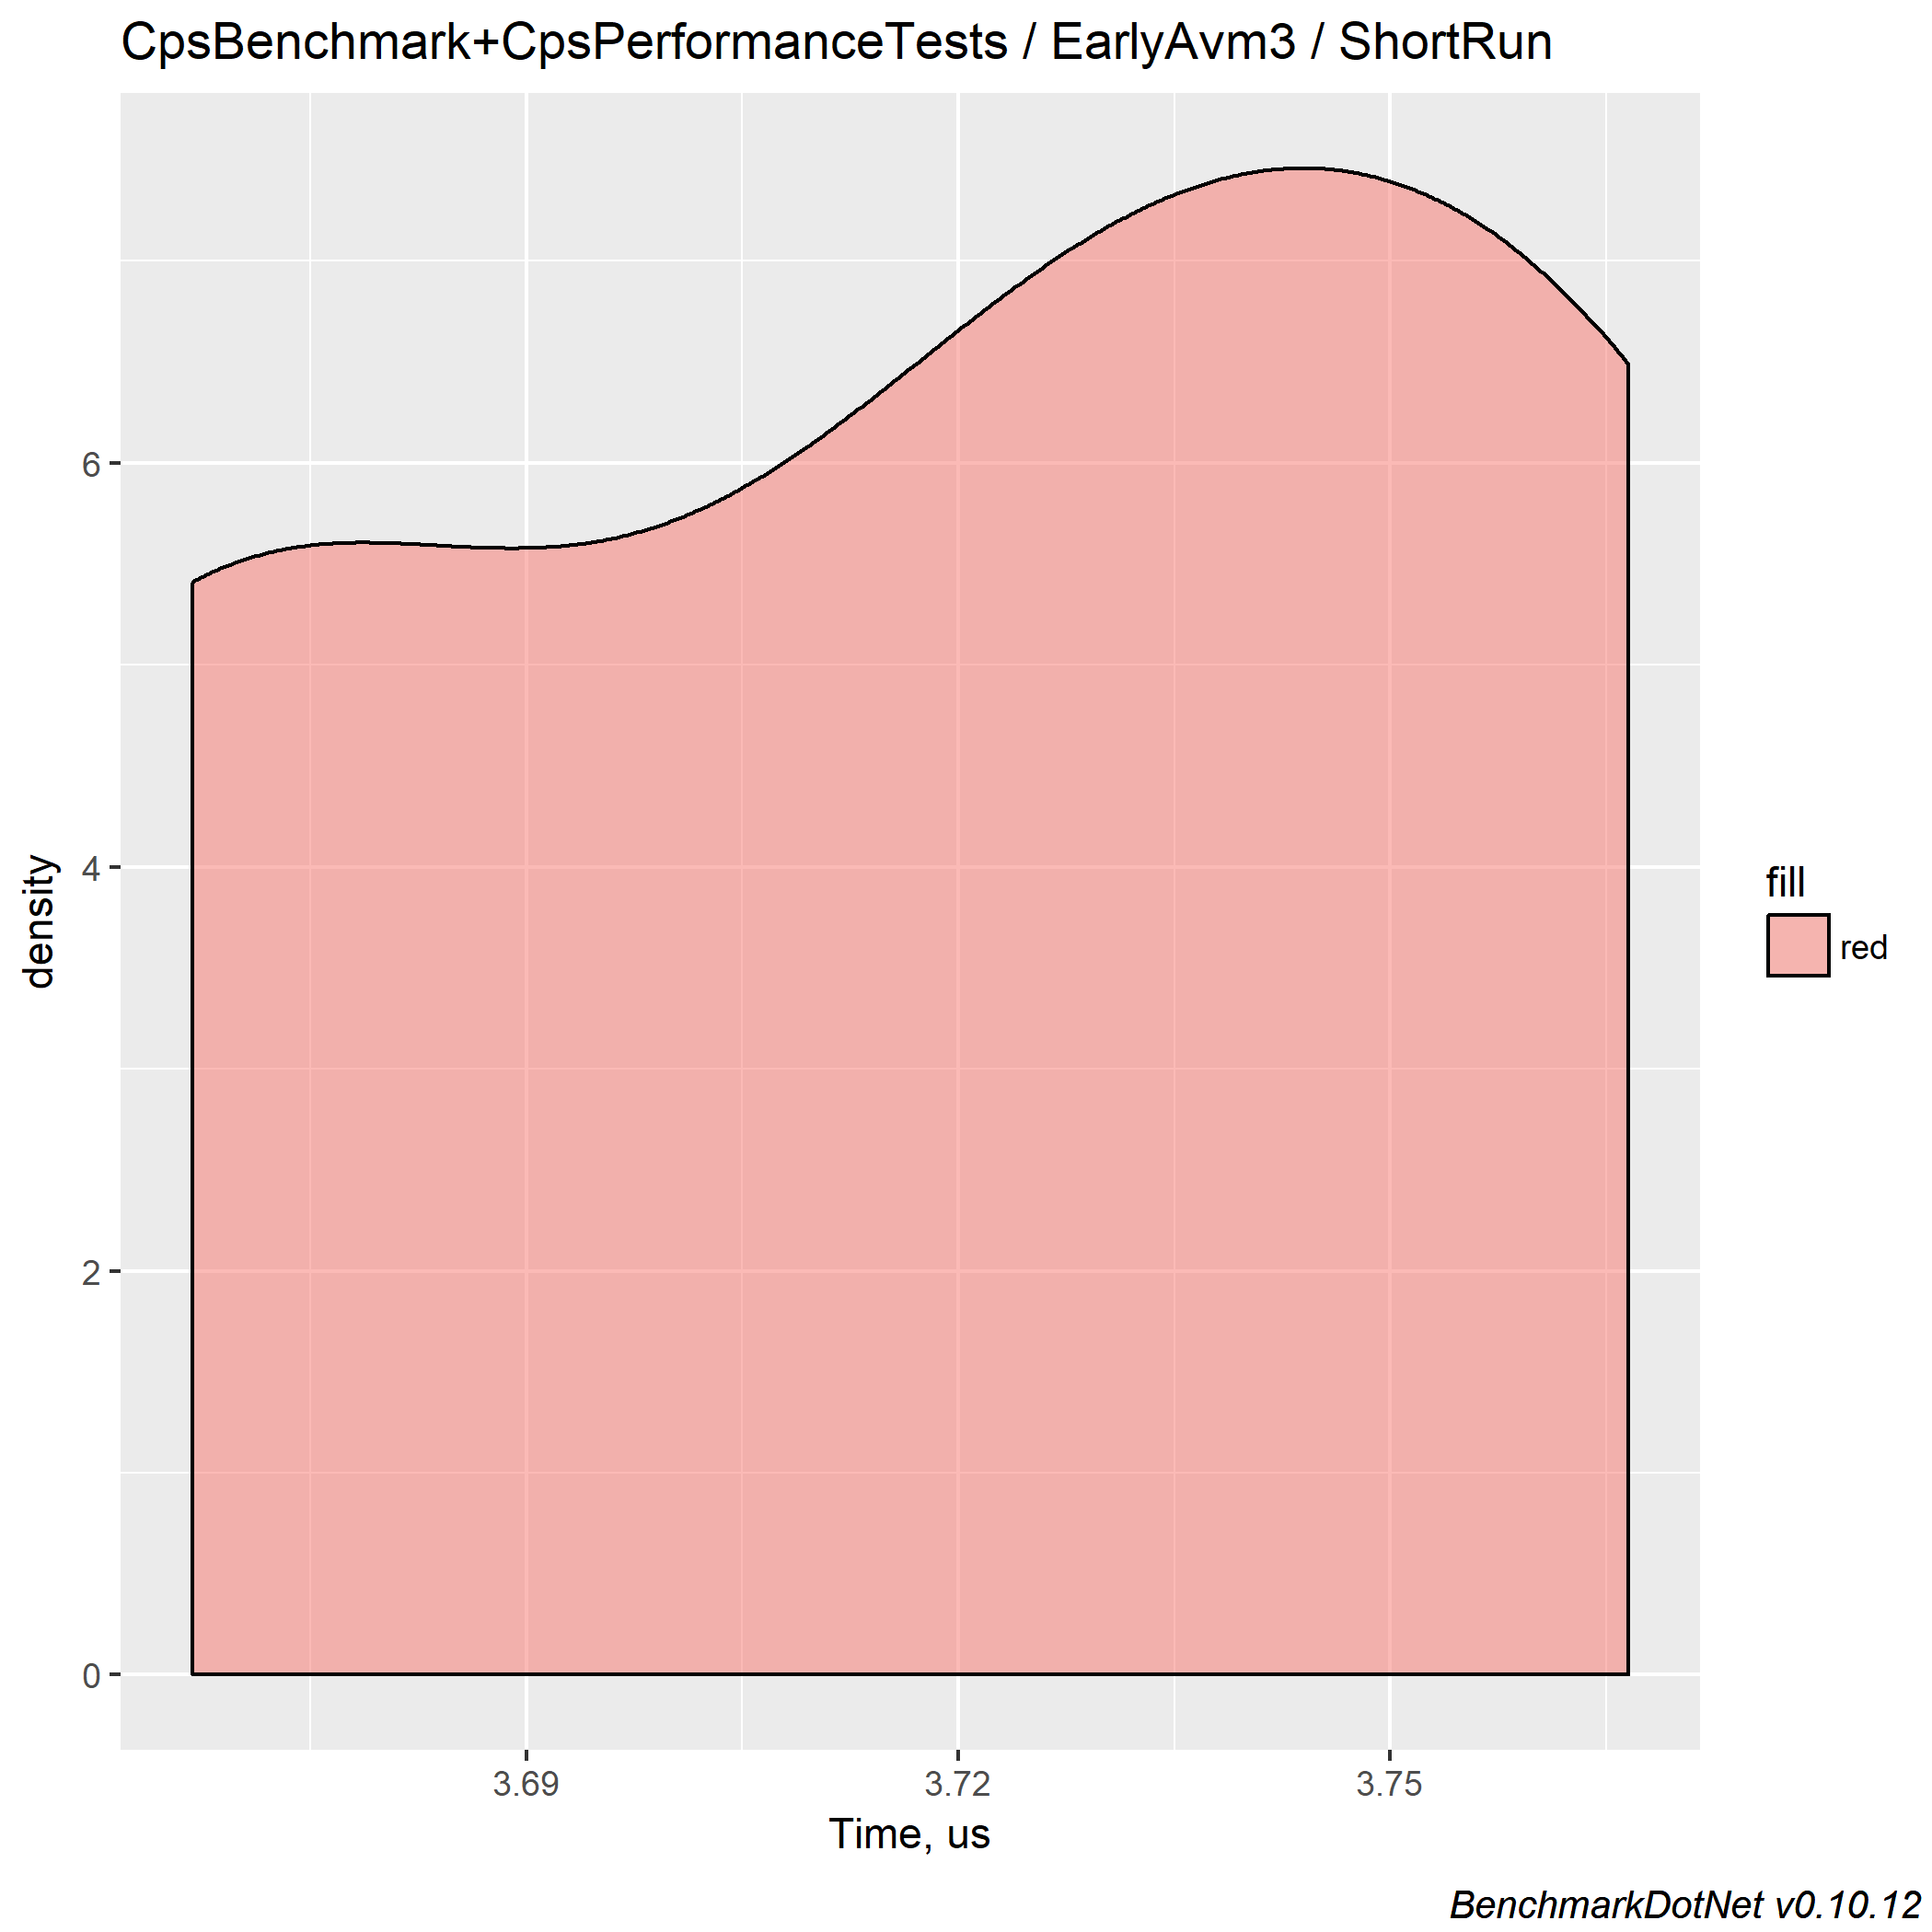 CpsBenchmark+CpsPerformanceTests / EarlyAvm3 / ShortRun
density
6
4
2
0
3.69 3.72 3.75
Time, us
fill
red
BenchmarkDotNet v0.10.12